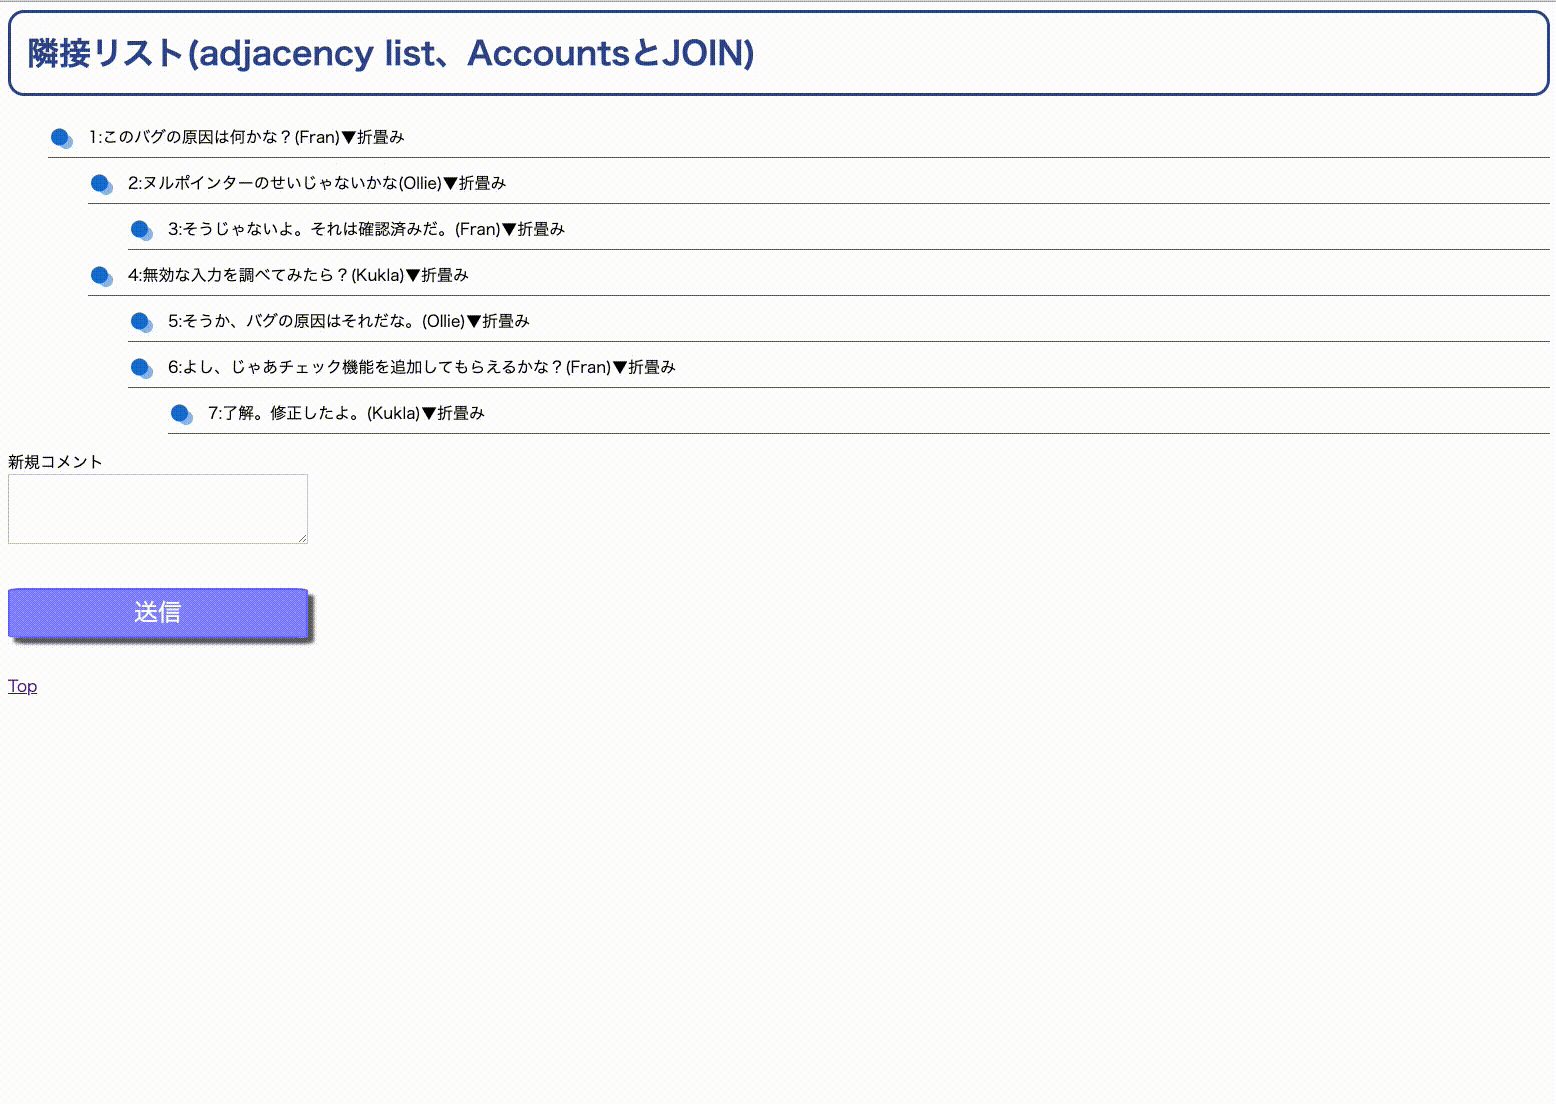 隣接リスト(adjacency list、AccountsとJOIN)
1:このバグの原因は何かな？(Fran)▼折畳み
2:ヌルポインターのせいじゃないかな(Ollie)▼折畳み
3:そうじゃないよ。それは確認済みだ。(Fran)▼折畳み
4:無効な入力を調べてみたら？(Kukla)▼折畳み
5:そうか、バグの原因はそれだな。(Ollie)▼折畳み
6:よし、じゃあチェック機能を追加してもらえるかな？(Fran)▼折畳み
7:了解。修正したよ。(Kukla)▼折畳み
新規コメント
送信
Top